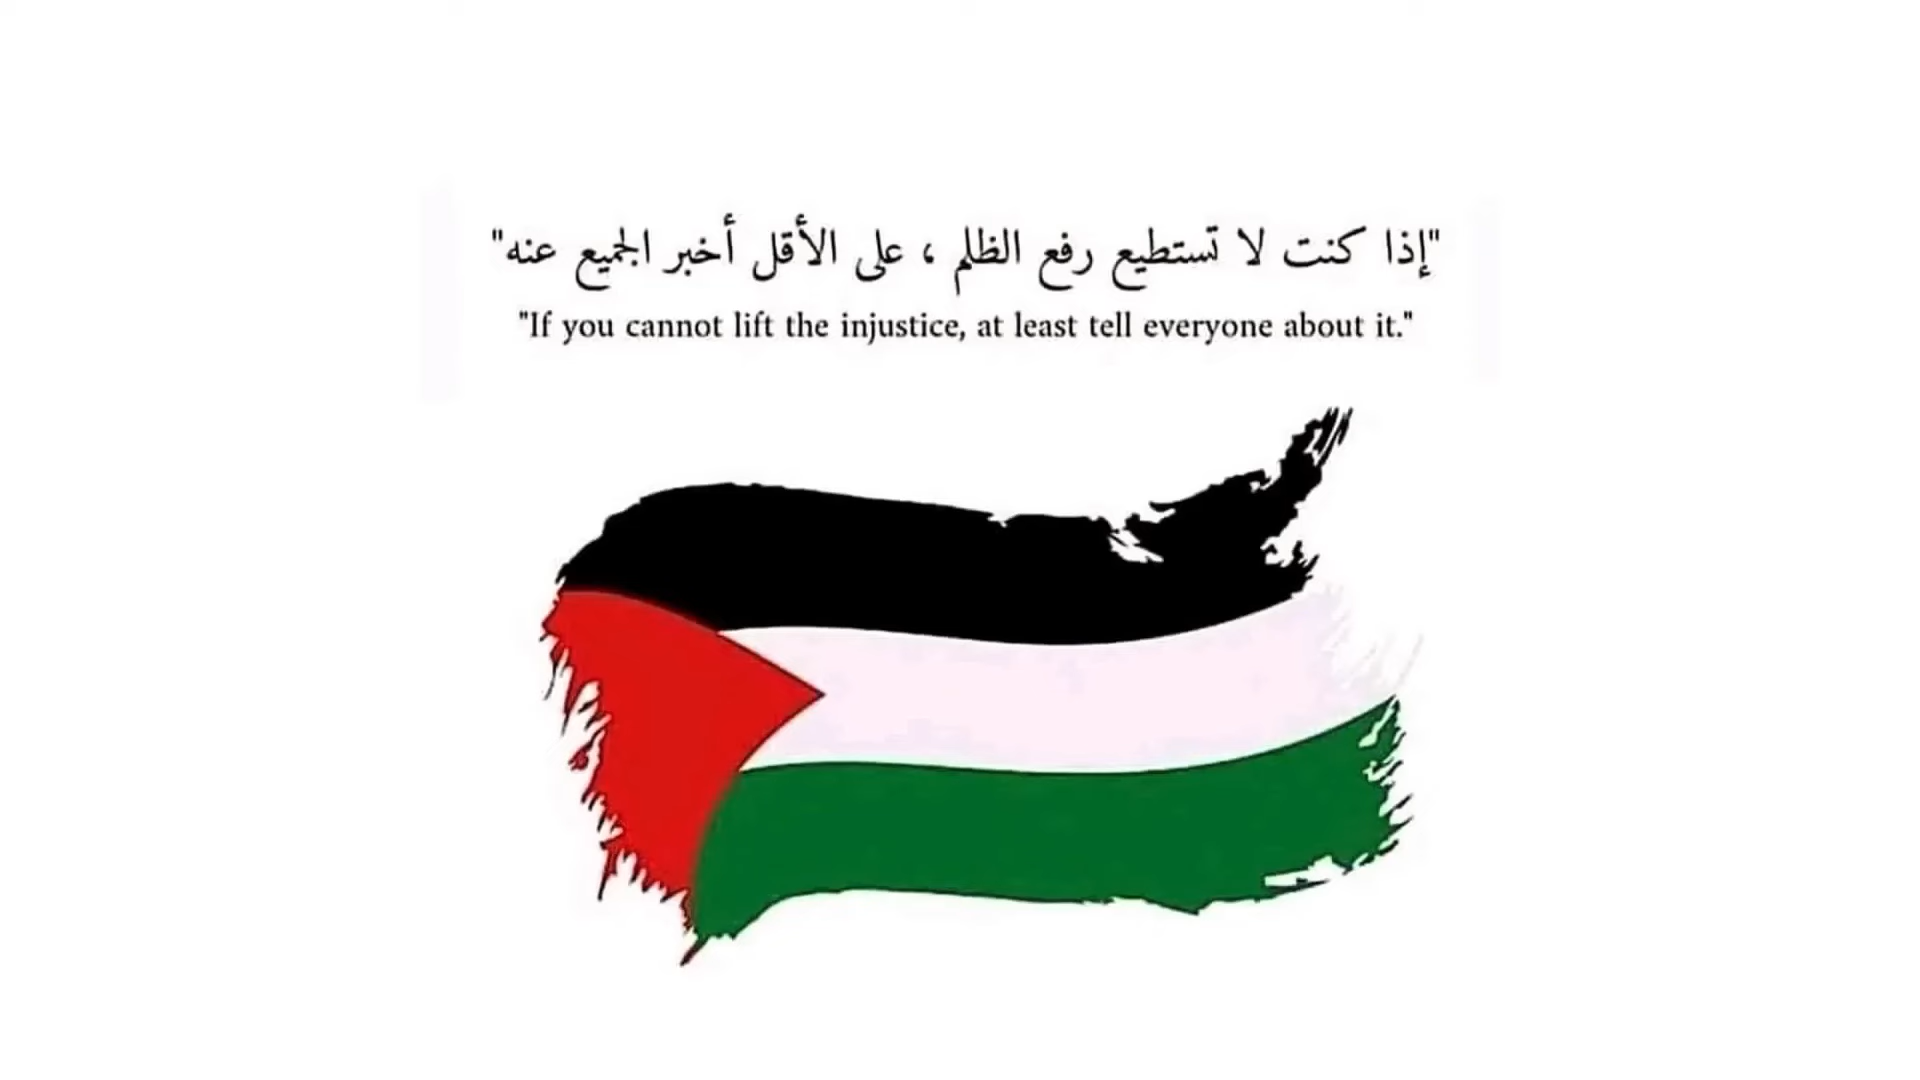 "إذا كنت لا تستطيع رفع الظلم ، على الأقل أخبر الجميع عنه"
"If you cannot lift the injustice, at least tell everyone about it."